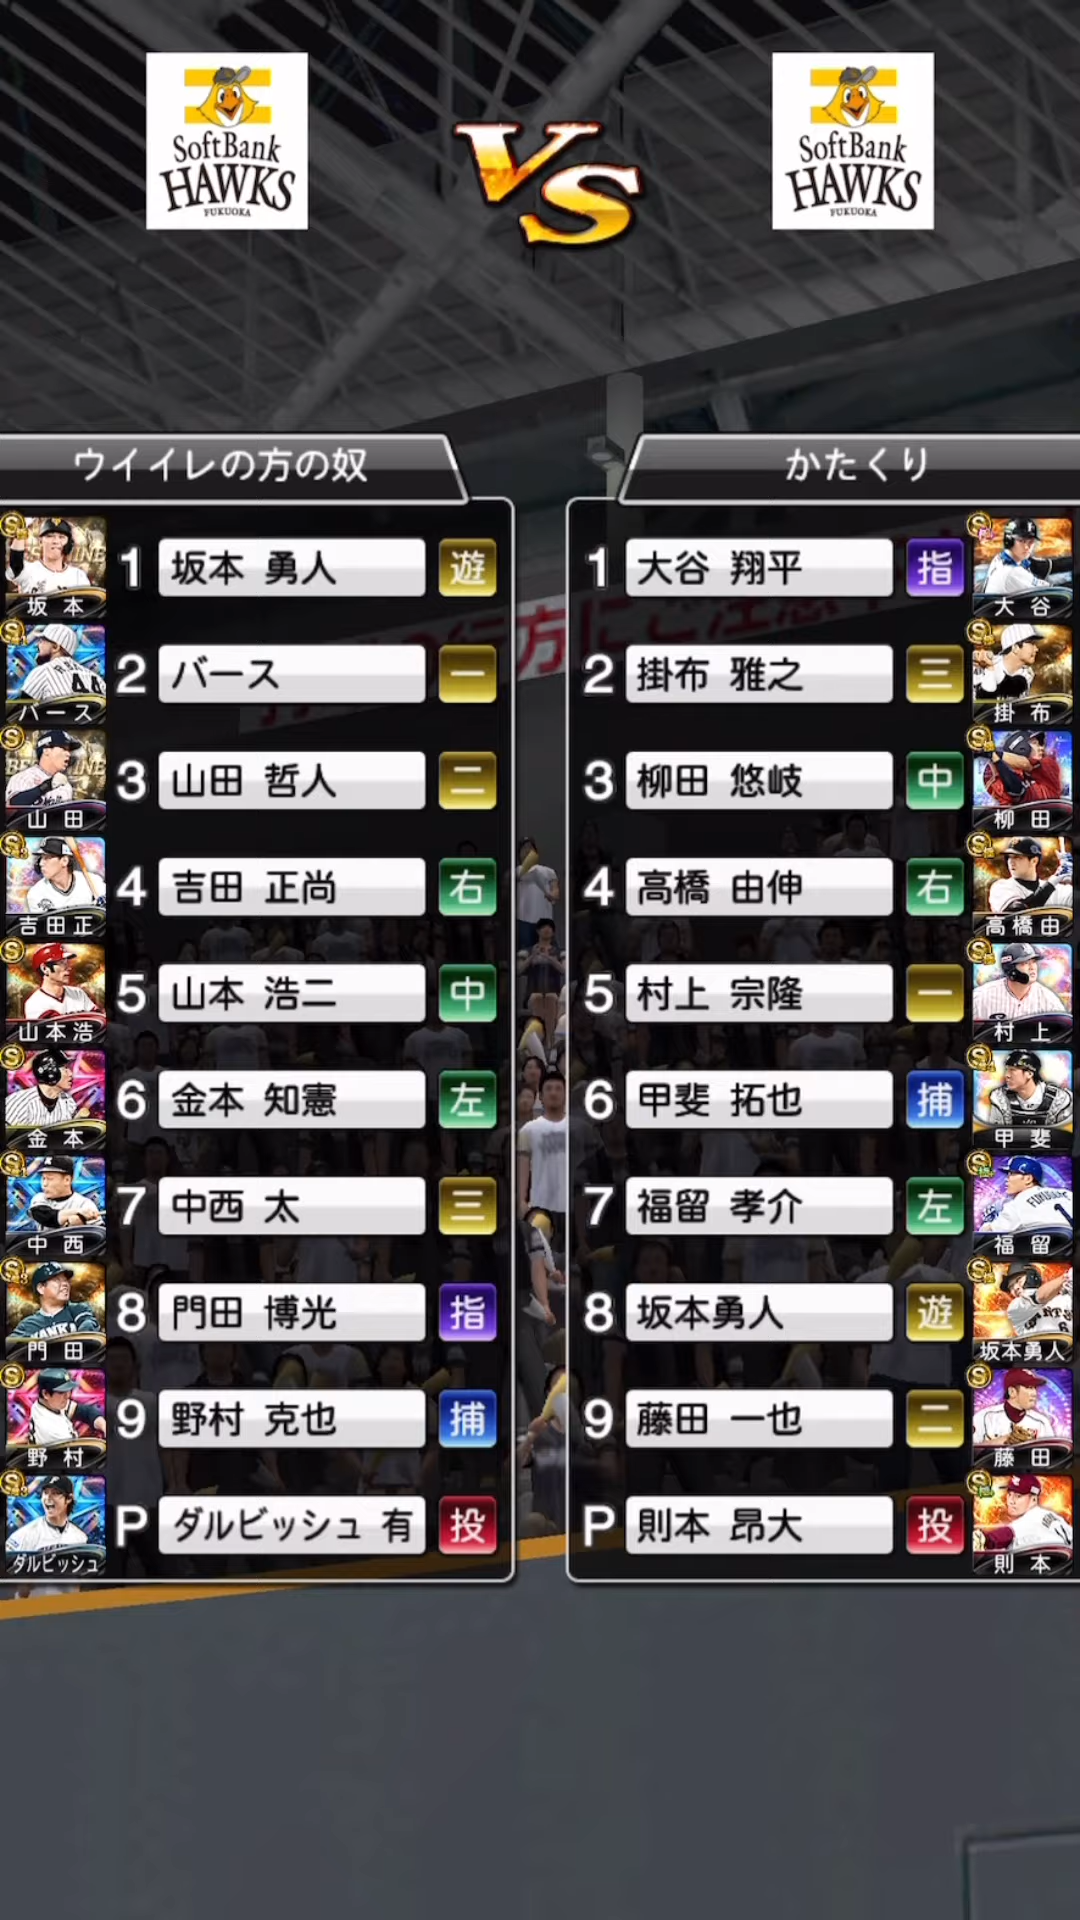 SoftBank
HAWKS
FUKUOKA
VS
SoftBank
HAWKS
FUKUOKA
ウイイレの方の奴
坂本
1 坂本 勇人 遊
バース
2 バース 一
山田
3 山田 哲人 二
吉田正
4 吉田 正尚 右
山本浩
5 山本 浩二 中
金本
6 金本 知憲 左
中西
7 中西 太 三
門田
8 門田 博光 指
野村
9 野村 克也 捕
ダルビッシュ
P ダルビッシュ 有 投
かたくり
1 大谷 翔平 指
大谷
2 掛布 雅之 三
掛布
3 柳田 悠岐 中
柳田
4 高橋 由伸 右
高橋由
5 村上 宗隆 一
村上
6 甲斐 拓也 捕
甲斐
7 福留 孝介 左
福留
8 坂本勇人 遊
坂本勇人
9 藤田 一也 二
藤田
P 則本 昂大 投
則本